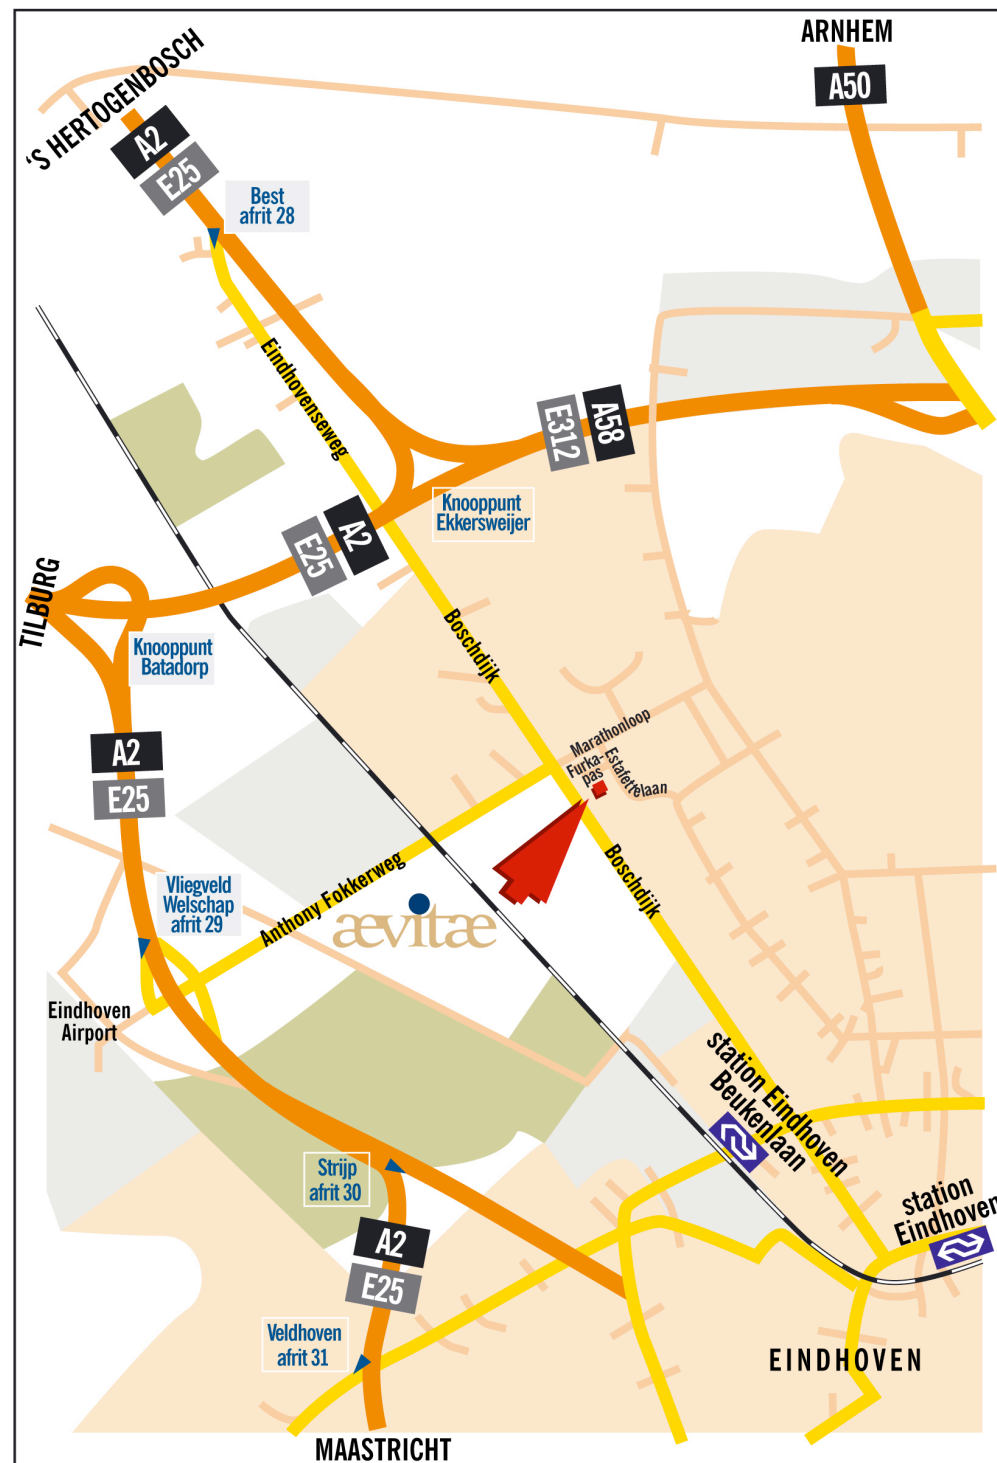 ARNHEM
'S HERTOGENBOSCH
A50
A2
E25
Best
afrit 28
Eindhovenseweg
E312
A58
Knooppunt
Ekkersweijer
A2
E25
TILBURG
Knooppunt
Batadorp
Boschdijk
A2
E25
Marathonloop
Furka-
pas
Estafettelaan
Boschdijk
Anthony Fokkerweg
Vliegveld
Welschap
afrit 29
ævitæ
Eindhoven
Airport
station Eindhoven
Beukenlaan
Strijp
afrit 30
station
Eindhoven
A2
E25
Veldhoven
afrit 31
EINDHOVEN
MAASTRICHT